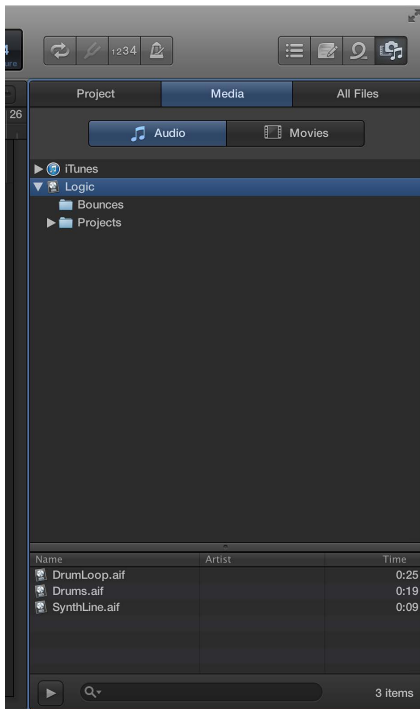 4
1234
ure
Project Media All Files
26
Audio Movies
iTunes
Logic
Bounces
Projects
Name Artist Time
DrumLoop.aif 0:25
Drums.aif 0:19
SynthLine.aif 0:09
3 items